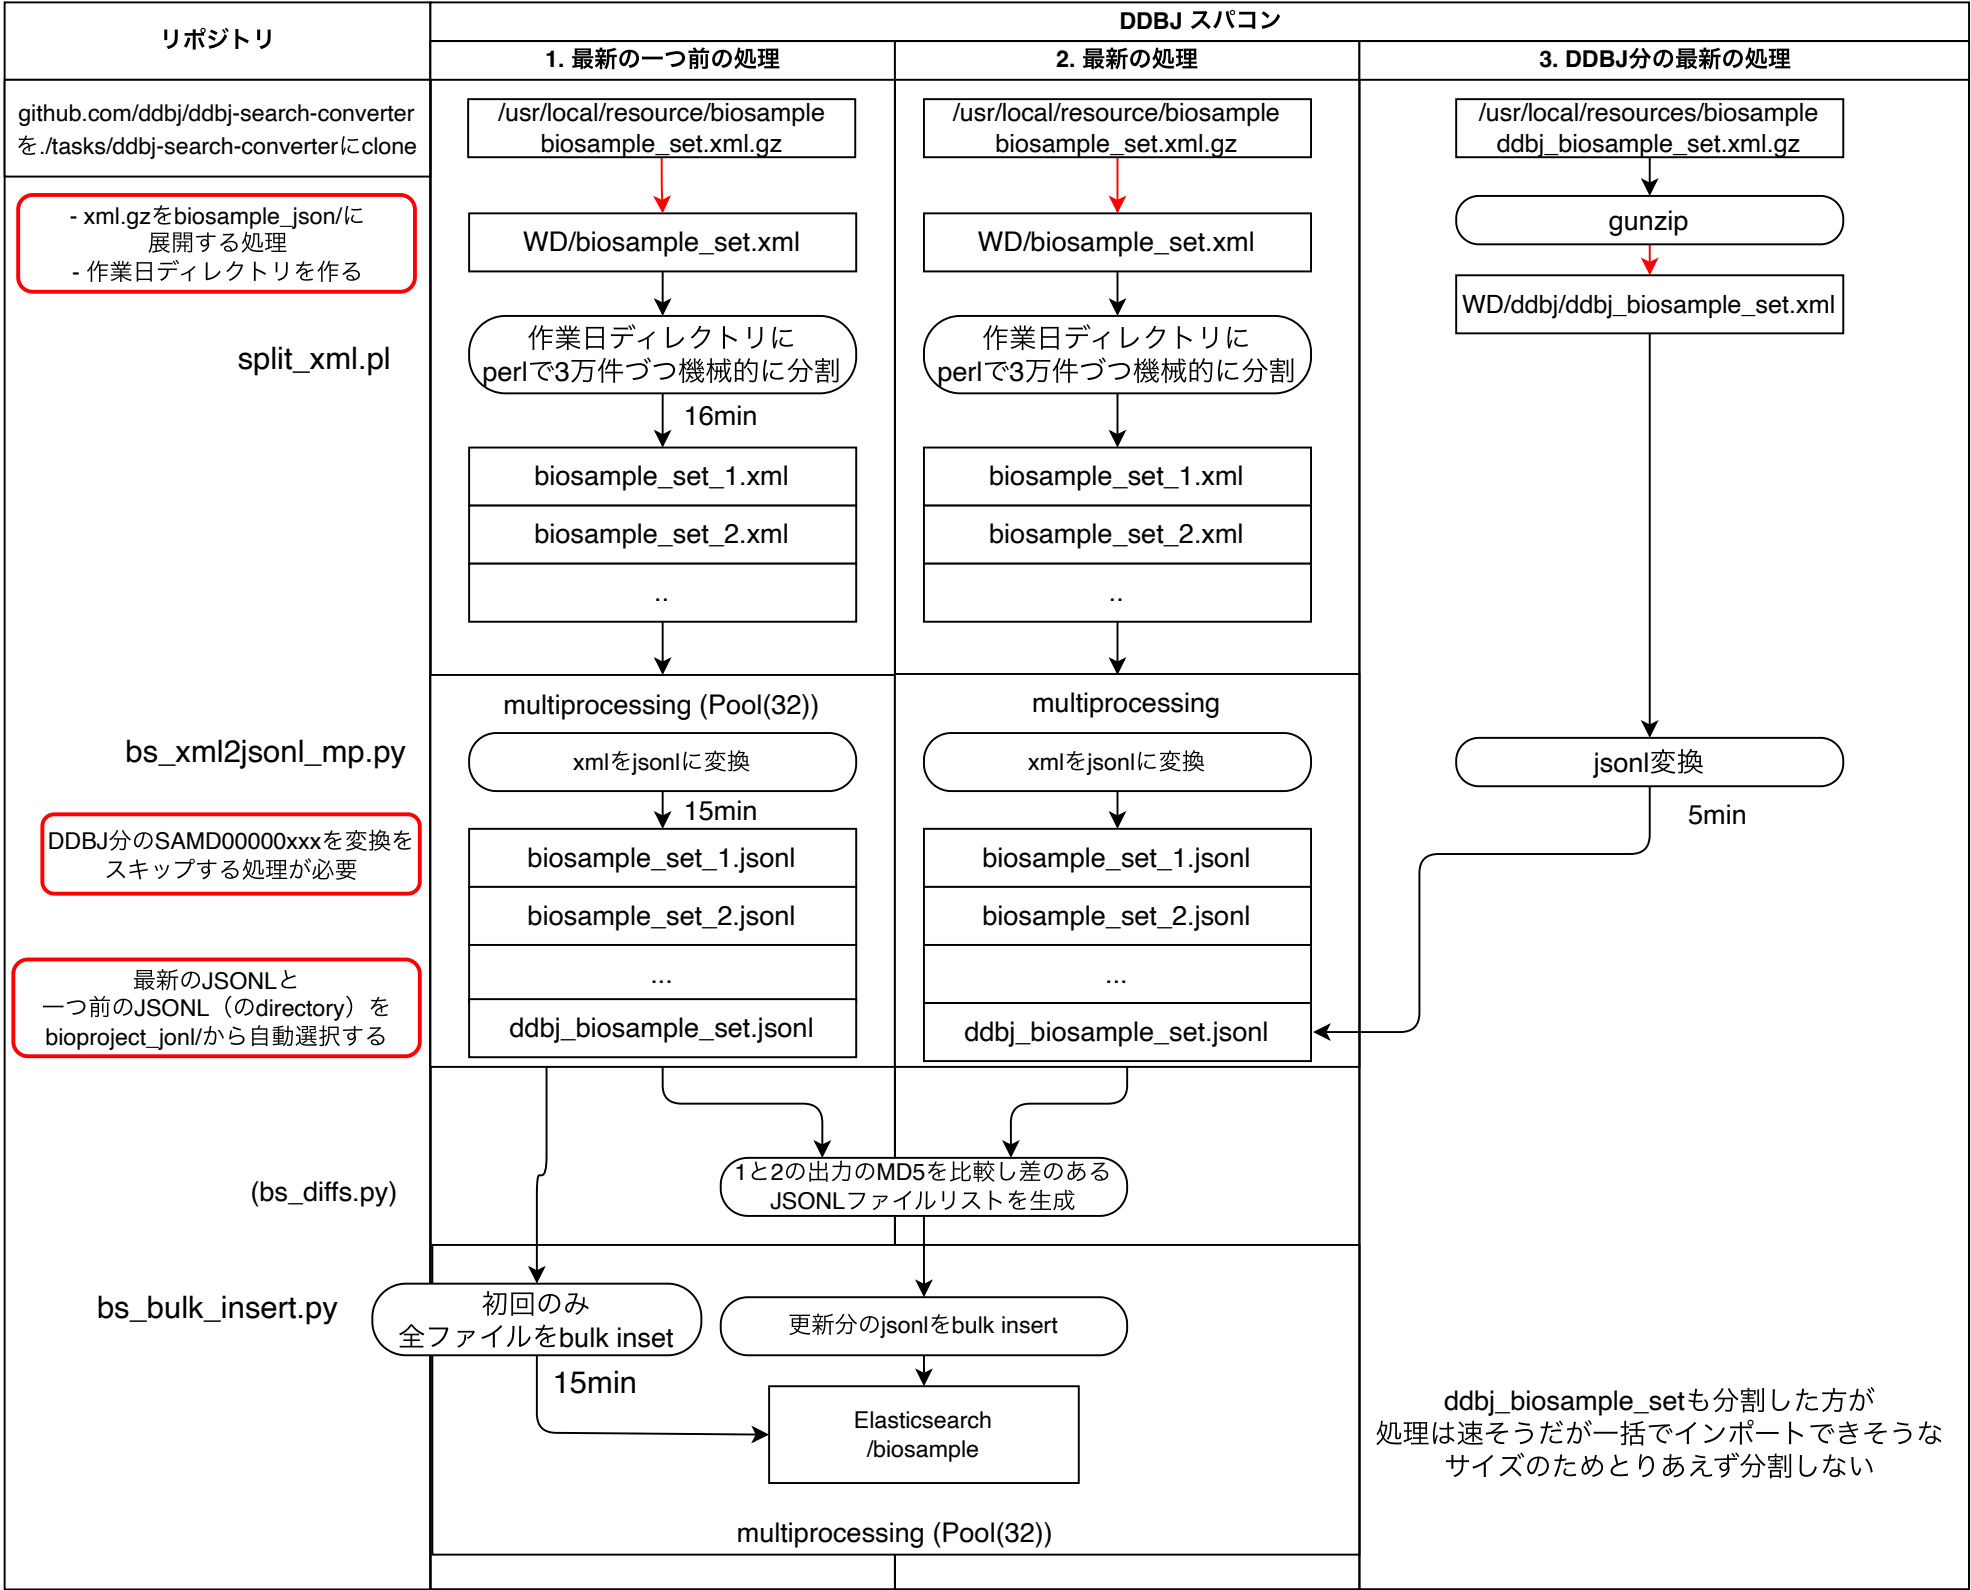 リポジトリ
DDBJ スパコン
1. 最新の一つ前の処理
2. 最新の処理
3. DDBJ分の最新の処理
github.com/ddbj/ddbj-search-converter
を./tasks/ddbj-search-converterにclone
- xml.gzをbiosample_json/に
展開する処理
- 作業日ディレクトリを作る
split_xml.pl
bs_xml2jsonl_mp.py
DDBJ分のSAMD00000xxxを変換を
スキップする処理が必要
最新のJSONLと
一つ前のJSONL（のdirectory）を
bioproject_jonl/から自動選択する
(bs_diffs.py)
bs_bulk_insert.py
/usr/local/resource/biosample
biosample_set.xml.gz
WD/biosample_set.xml
作業日ディレクトリに
perlで3万件づつ機械的に分割
16min
biosample_set_1.xml
biosample_set_2.xml
..
multiprocessing (Pool(32))
xmlをjsonlに変換
15min
biosample_set_1.jsonl
biosample_set_2.jsonl
...
ddbj_biosample_set.jsonl
/usr/local/resource/biosample
biosample_set.xml.gz
WD/biosample_set.xml
作業日ディレクトリに
perlで3万件づつ機械的に分割
biosample_set_1.xml
biosample_set_2.xml
..
multiprocessing
xmlをjsonlに変換
biosample_set_1.jsonl
biosample_set_2.jsonl
...
ddbj_biosample_set.jsonl
/usr/local/resources/biosample
ddbj_biosample_set.xml.gz
gunzip
WD/ddbj/ddbj_biosample_set.xml
jsonl変換
5min
1と2の出力のMD5を比較し差のある
JSONLファイルリストを生成
初回のみ
全ファイルをbulk inset
15min
更新分のjsonlをbulk insert
Elasticsearch
/biosample
multiprocessing (Pool(32))
ddbj_biosample_setも分割した方が
処理は速そうだが一括でインポートできそうな
サイズのためとりあえず分割しない